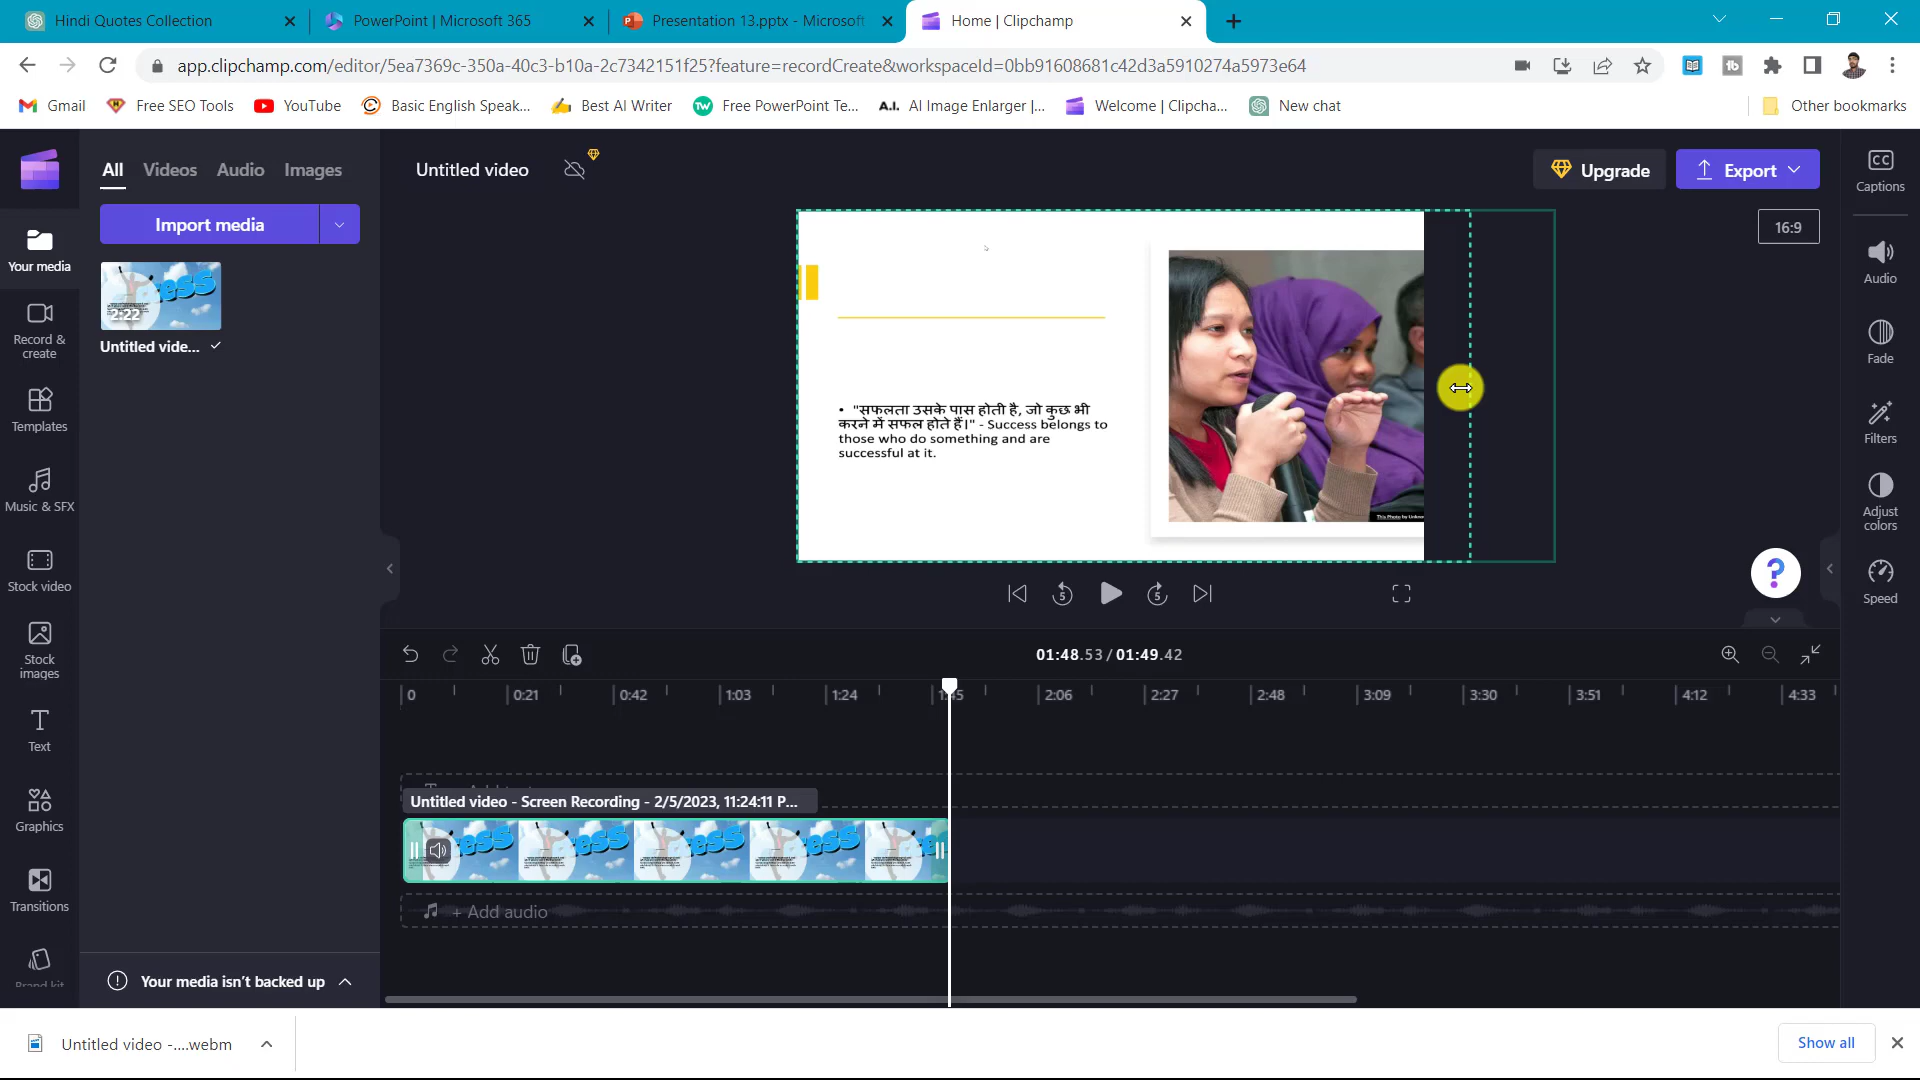 Hindi Quotes Collection
PowerPoint | Microsoft 365
Presentation 13.pptx - Microsoft
Home | Clipchamp
app.clipchamp.com/editor/5ea7369c-350a-40c3-b10a-2c7342151f25?feature=recordCreate&workspaceId=0bb91608681c42d3a5910274a5973e64
Gmail
Free SEO Tools
YouTube
Basic English Speak...
Best AI Writer
Free PowerPoint Te...
AI Image Enlarger |...
Welcome | Clipcha...
New chat
Other bookmarks
All
Videos
Audio
Images
Untitled video
Upgrade
Export
Captions
Import media
16:9
Your media
2:22
Untitled vide...
Audio
Record &
create
Fade
Templates
Filters
• "सफलता उसके पास होती है, जो कुछ भी
करने में सफल होते हैं।" - Success belongs to
those who do something and are
successful at it.
Music & SFX
Adjust
colors
Stock video
Speed
Stock
images
01:48.53 / 01:49.42
0
0:21
0:42
1:03
1:24
2:06
2:27
2:48
3:09
3:30
3:51
4:12
4:33
Text
Untitled video - Screen Recording - 2/5/2023, 11:24:11 P...
Graphics
Transitions
+ Add audio
Brand kit
Your media isn't backed up
Untitled video -....webm
Show all